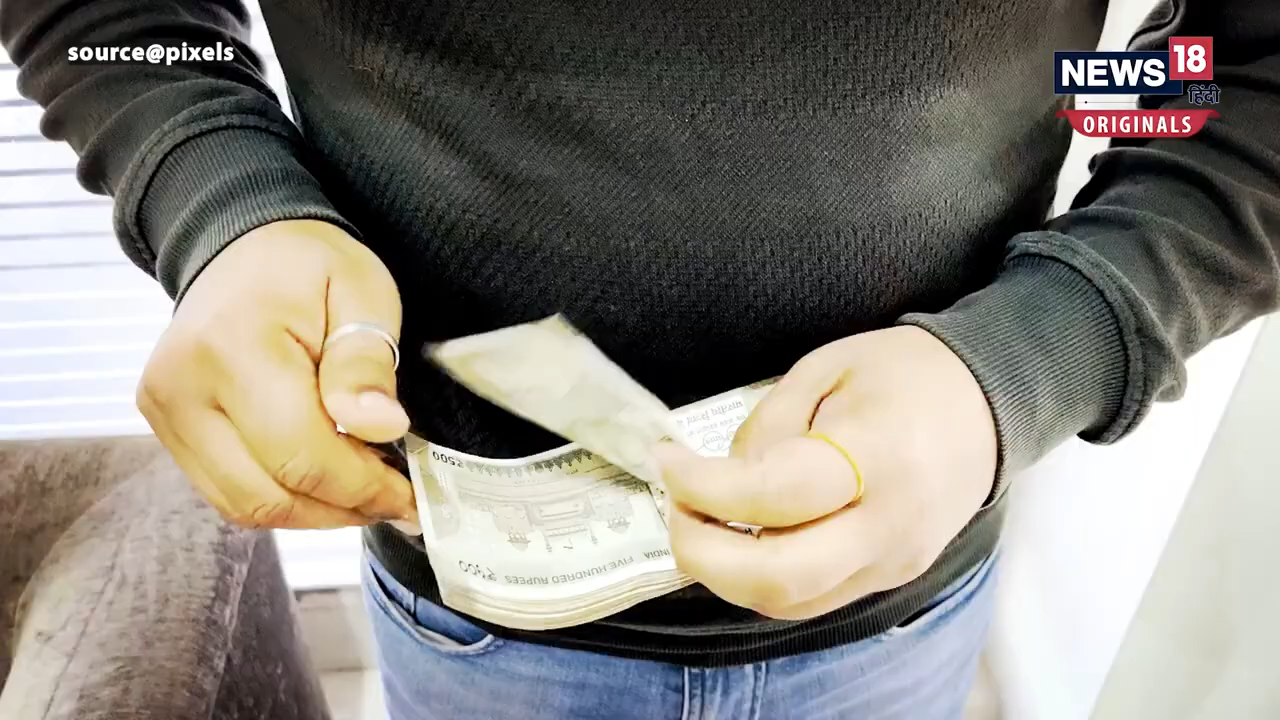 source@pixels
NEWS 18
हिंदी
ORIGINALS
₹500
INDIA
FIVE HUNDRED RUPEES
₹500